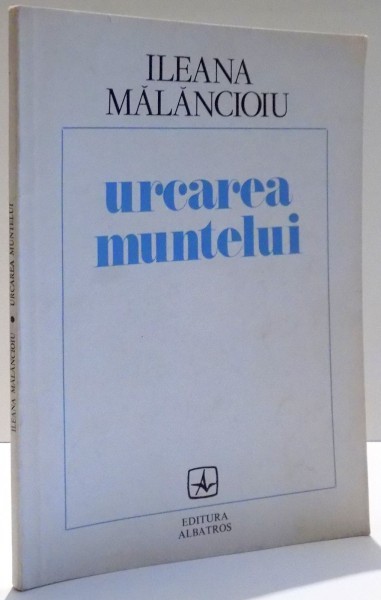 ILEANA
MĂLĂNCIOIU
urcarea
muntelui
EDITURA
ALBATROS
ILEANA MĂLĂNCIOIU • URCAREA MUNTELUI